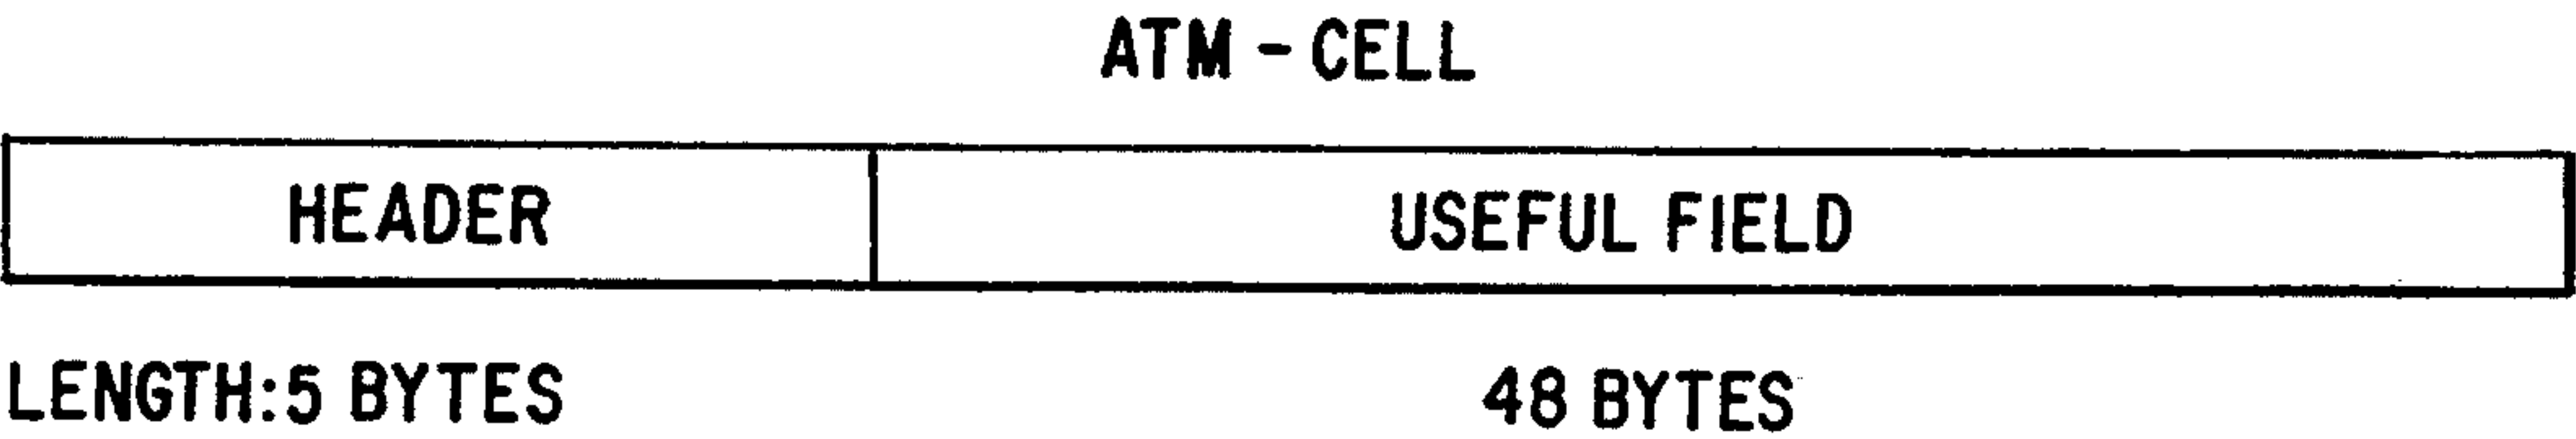 ATM - CELL
HEADER USEFUL FIELD
LENGTH:5 BYTES 48 BYTES